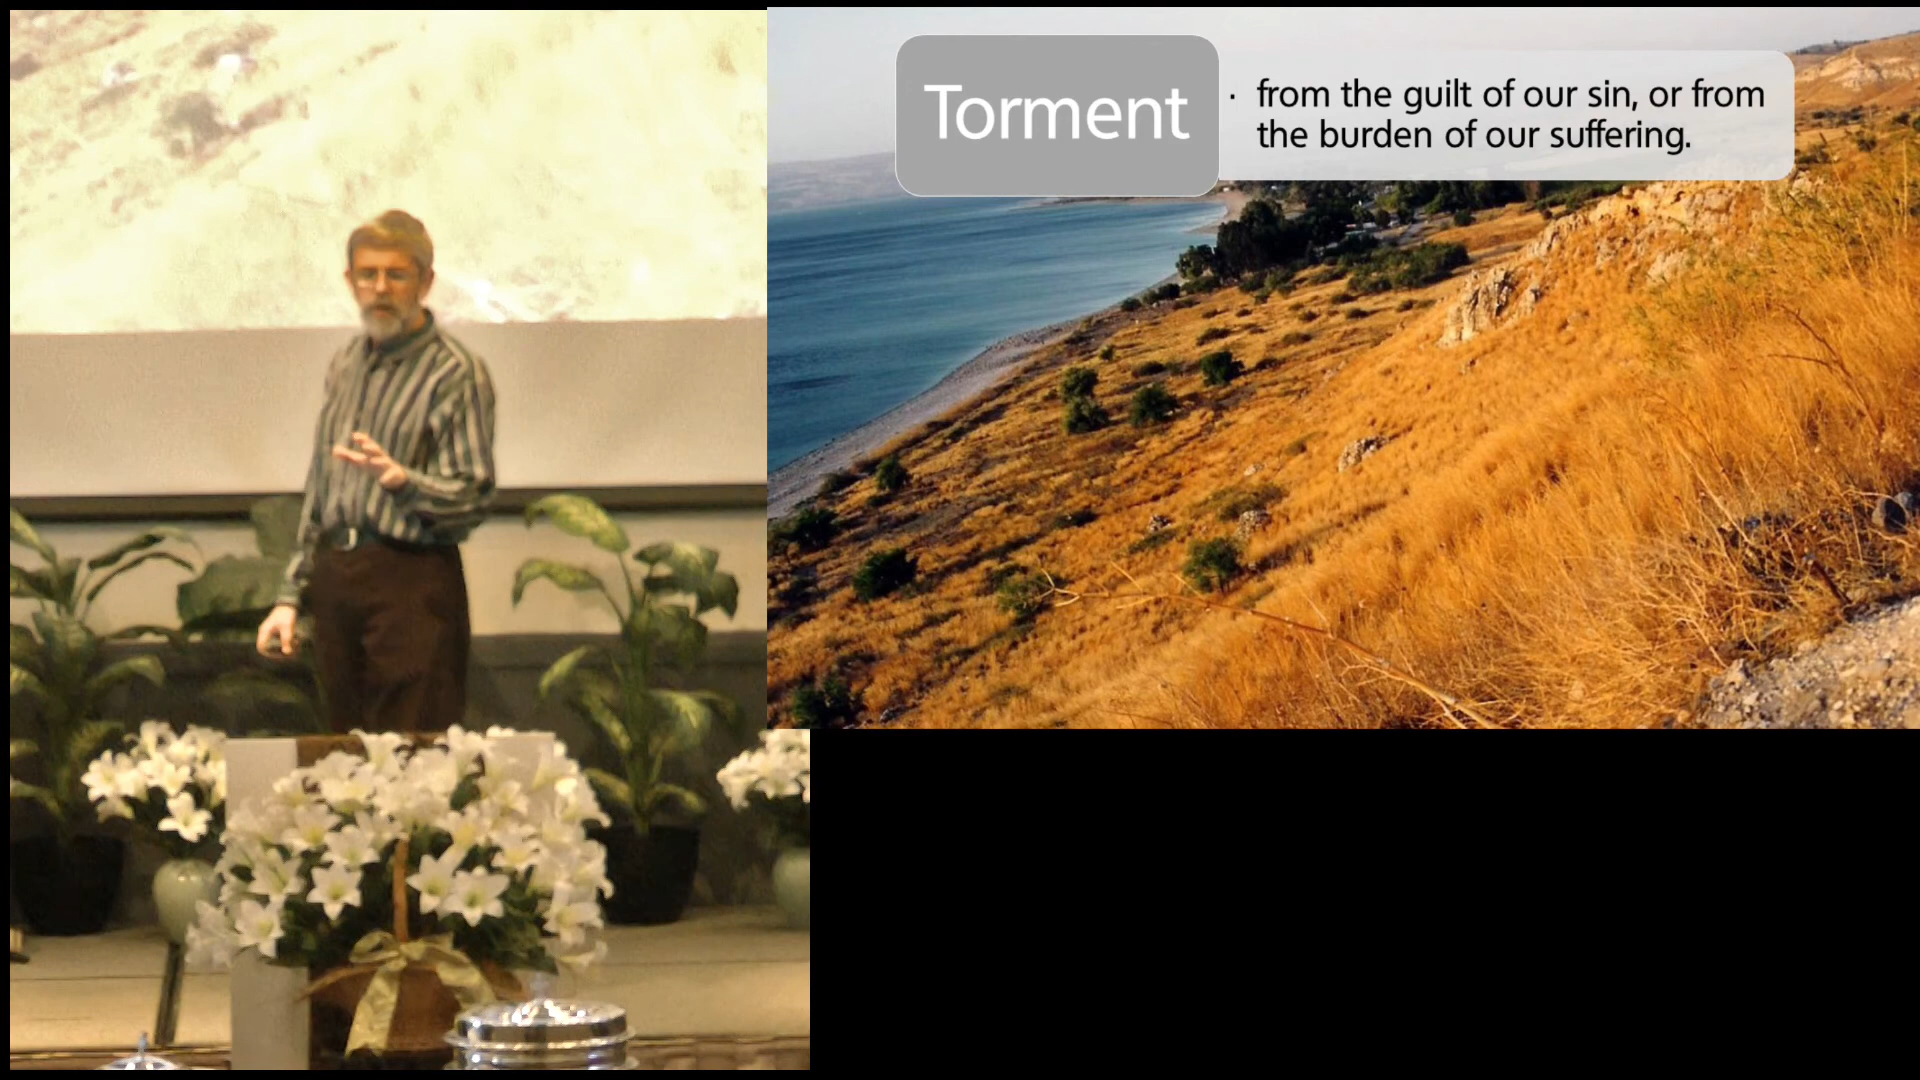 Torment
· from the guilt of our sin, or from
the burden of our suffering.